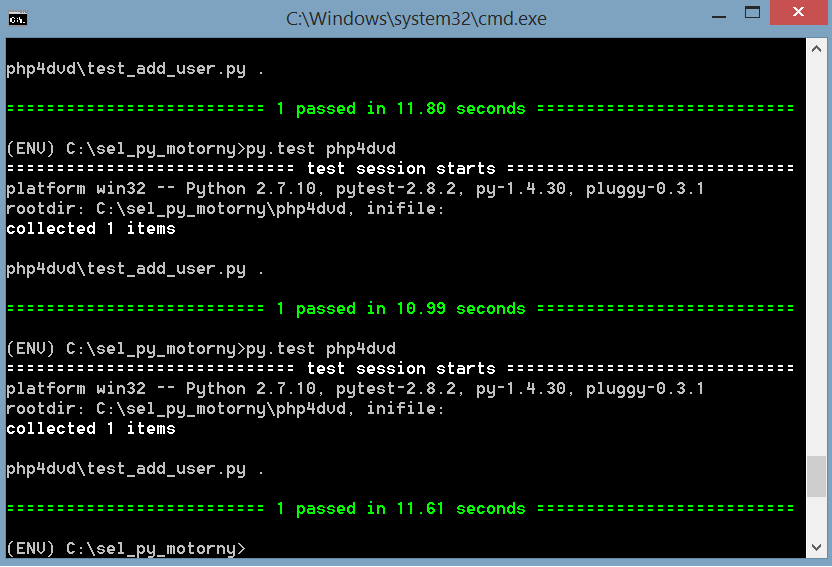 C:\Windows\system32\cmd.exe
php4dvd\test_add_user.py .
========================== 1 passed in 11.80 seconds ==========================
(ENV) C:\sel_py_motorny>py.test php4dvd
============================= test session starts =============================
platform win32 -- Python 2.7.10, pytest-2.8.2, py-1.4.30, pluggy-0.3.1
rootdir: C:\sel_py_motorny\php4dvd, inifile:
collected 1 items
php4dvd\test_add_user.py .
========================== 1 passed in 10.99 seconds ==========================
(ENV) C:\sel_py_motorny>py.test php4dvd
============================= test session starts =============================
platform win32 -- Python 2.7.10, pytest-2.8.2, py-1.4.30, pluggy-0.3.1
rootdir: C:\sel_py_motorny\php4dvd, inifile:
collected 1 items
php4dvd\test_add_user.py .
========================== 1 passed in 11.61 seconds ==========================
(ENV) C:\sel_py_motorny>